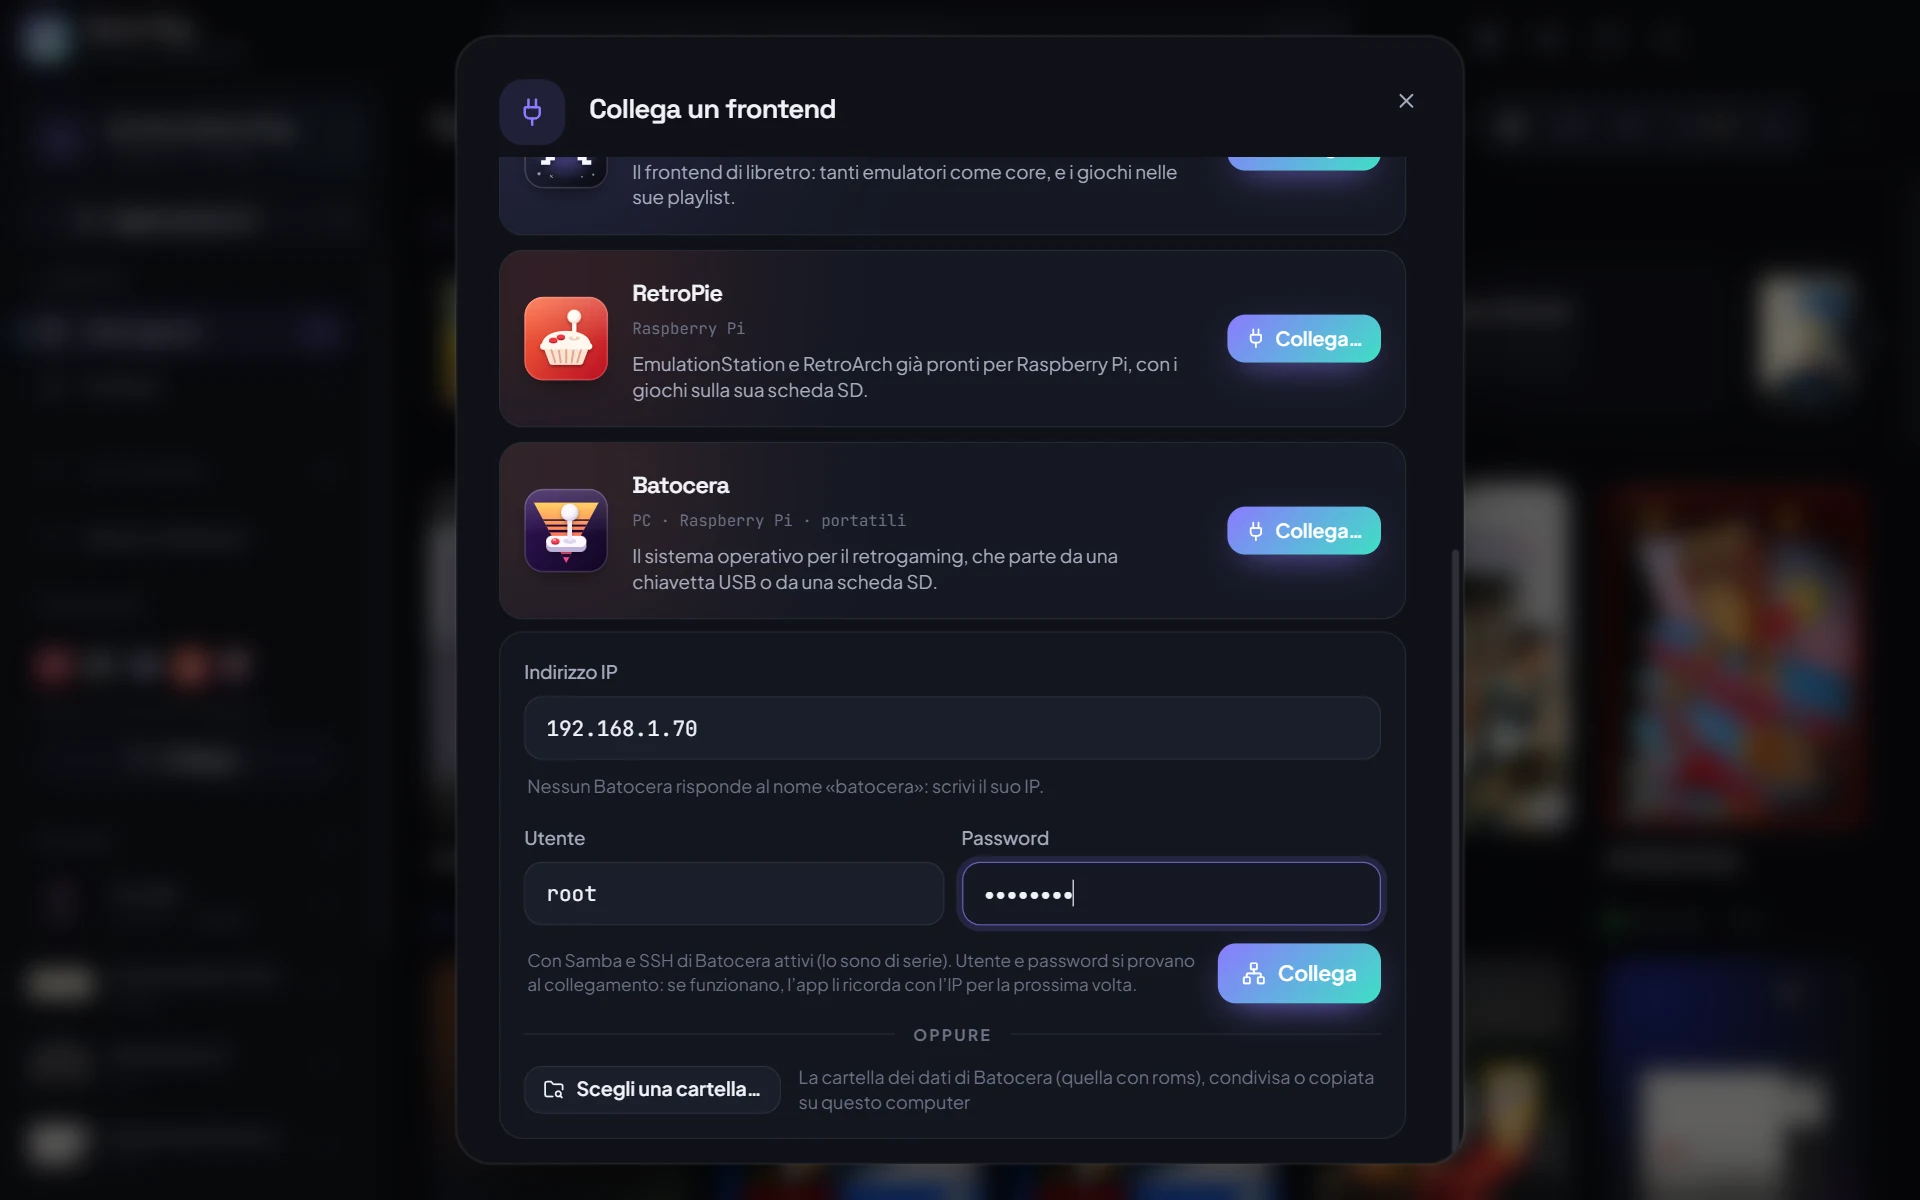 Collega un frontend
Il frontend di libretro: tanti emulatori come core, e i giochi nelle
sue playlist.
RetroPie
Raspberry Pi
EmulationStation e RetroArch già pronti per Raspberry Pi, con i
giochi sulla sua scheda SD.
Collega...
Batocera
PC · Raspberry Pi · portatili
Il sistema operativo per il retrogaming, che parte da una
chiavetta USB o da una scheda SD.
Collega...
Indirizzo IP
192.168.1.70
Nessun Batocera risponde al nome «batocera»: scrivi il suo IP.
Utente
Password
root
••••••••
Con Samba e SSH di Batocera attivi (lo sono di serie). Utente e password si provano
al collegamento: se funzionano, l'app li ricorda con l'IP per la prossima volta.
Collega
OPPURE
Scegli una cartella...
La cartella dei dati di Batocera (quella con roms), condivisa o copiata
su questo computer